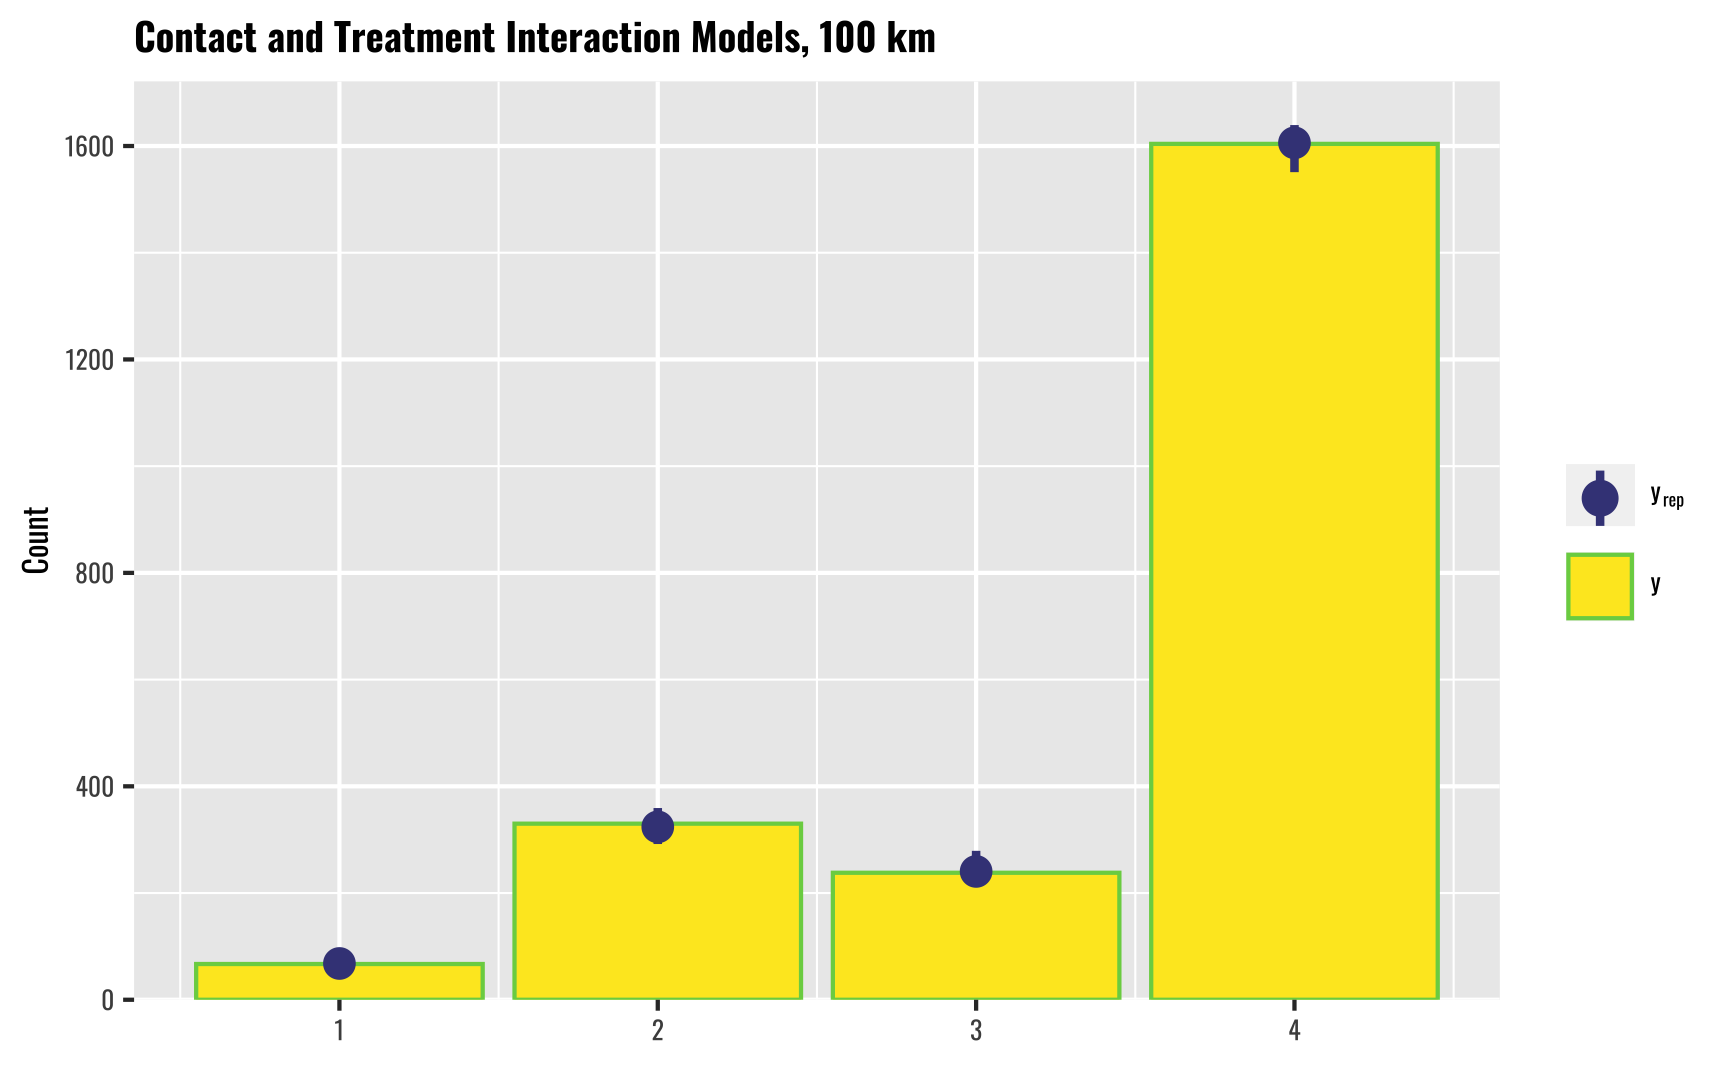 Contact and Treatment Interaction Models, 100 km
1600
1200
800
400
0
Count
1
2
3
4
y rep
y